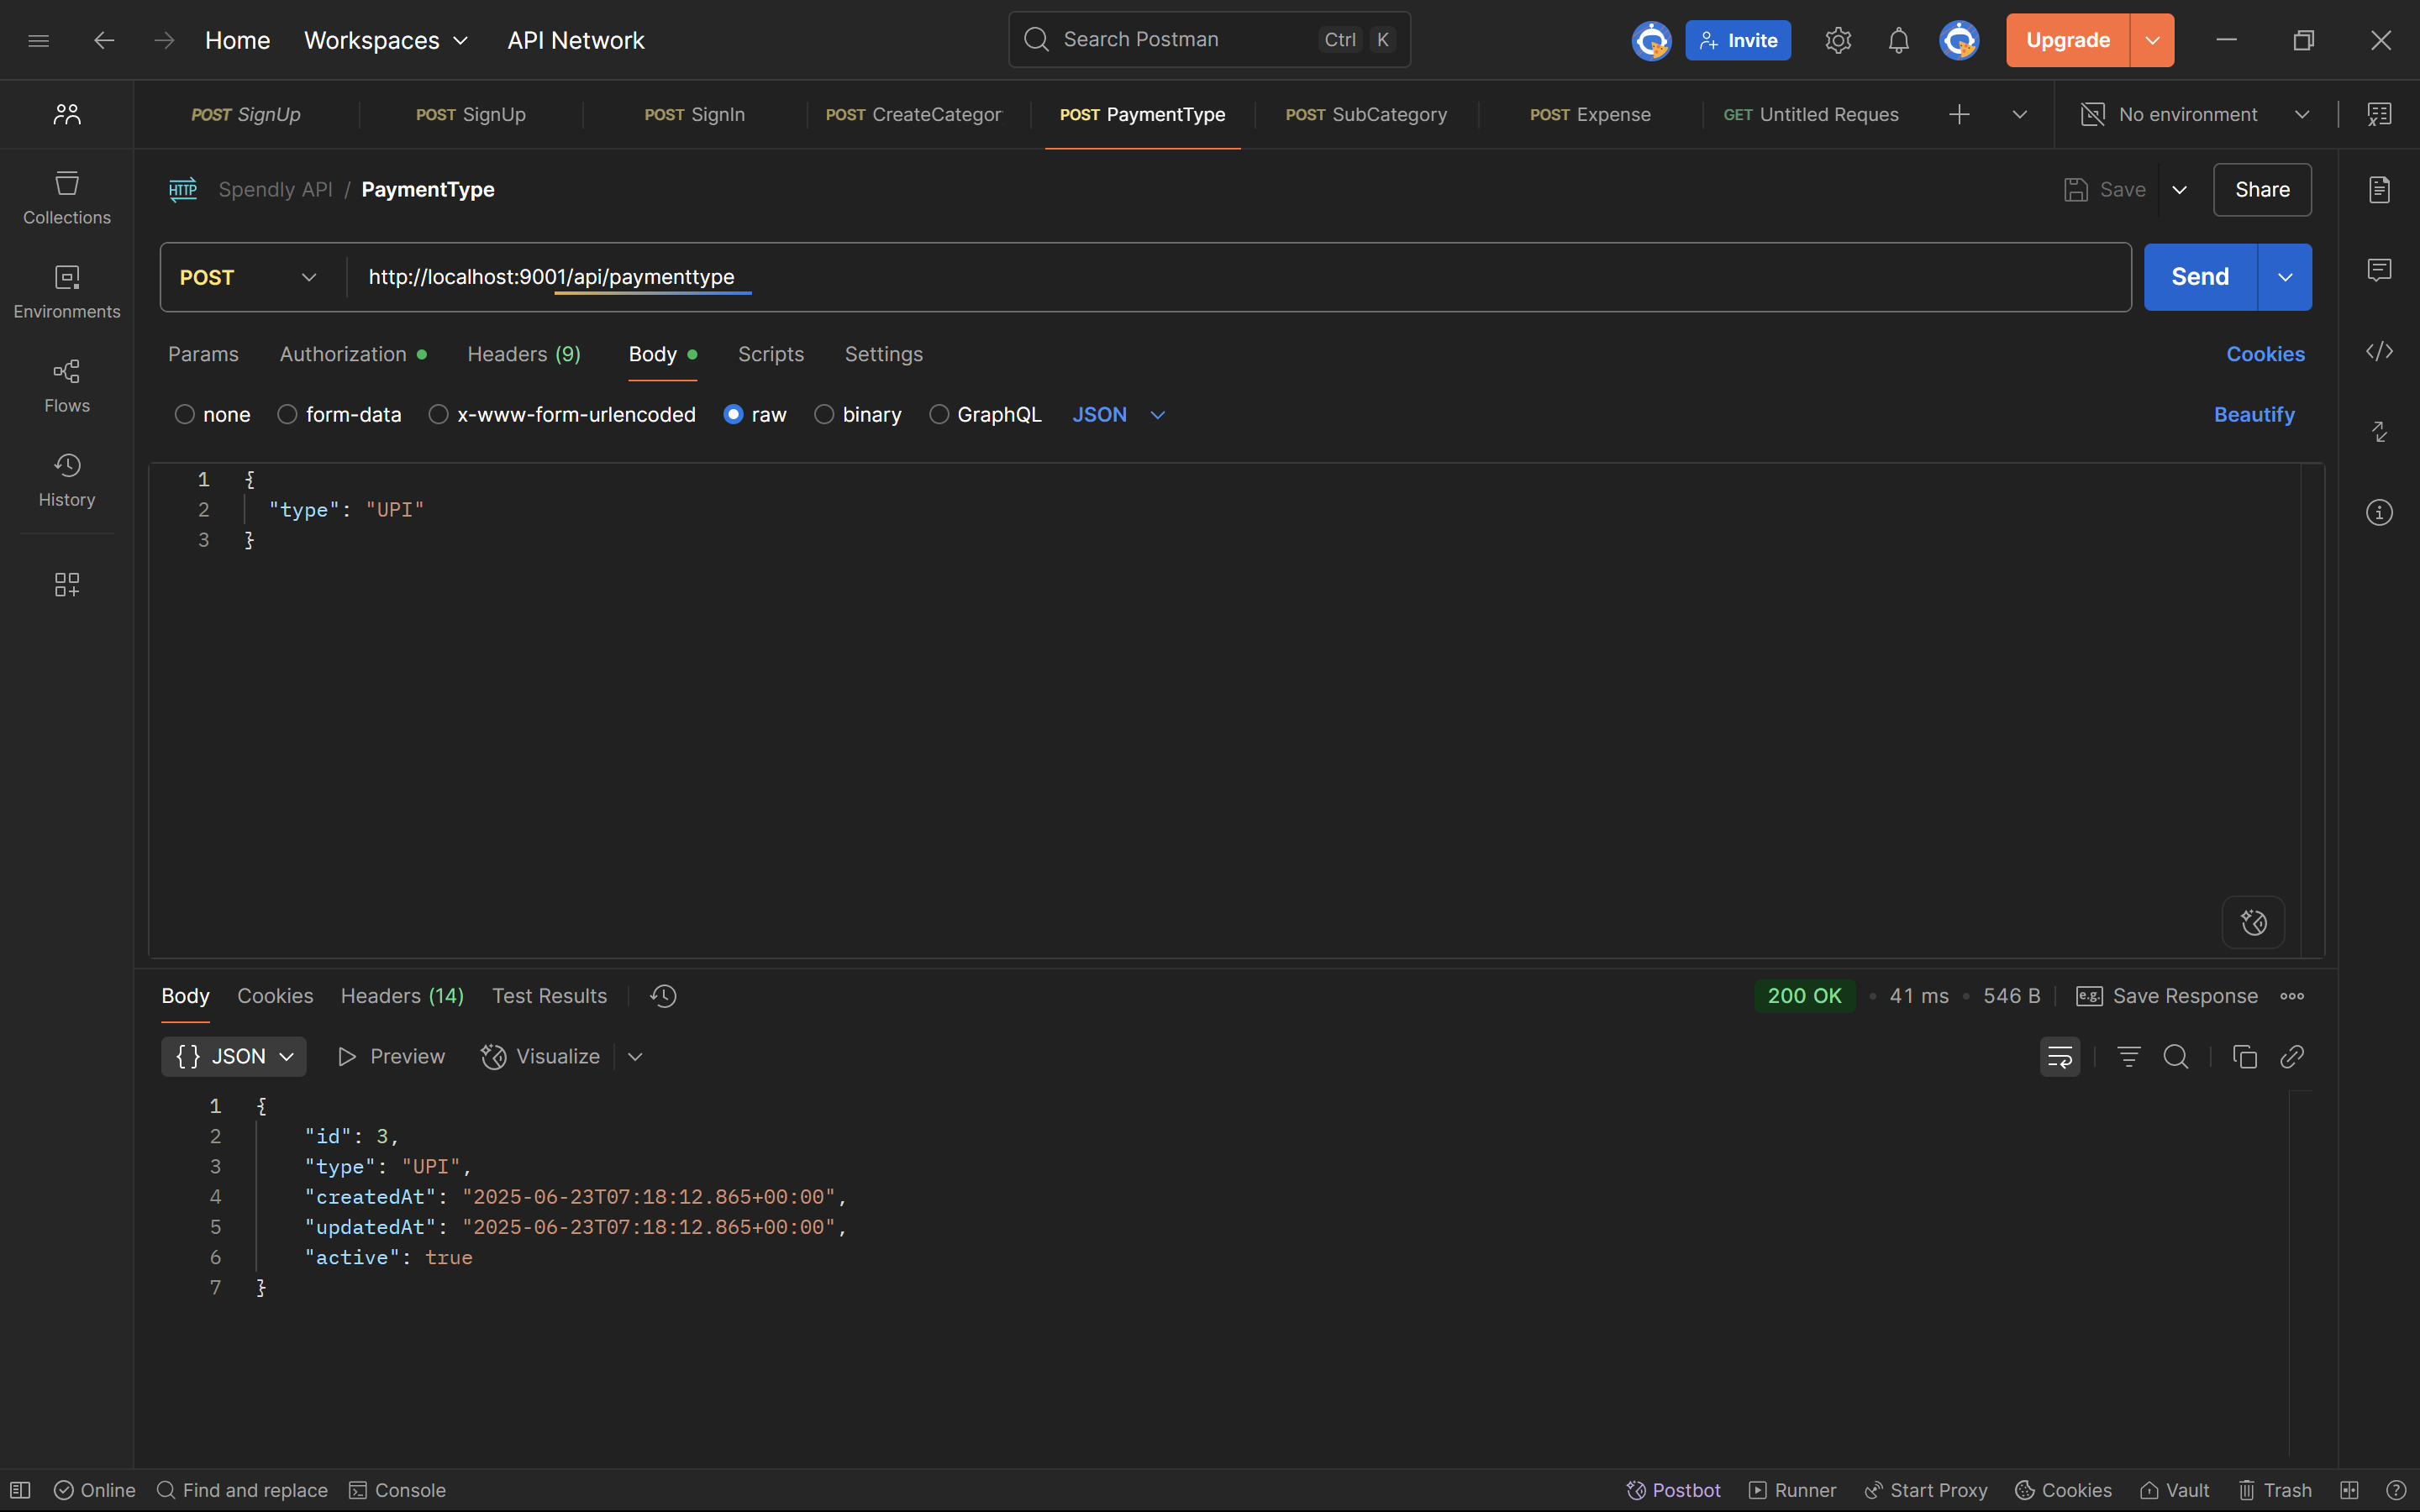 Home Workspaces API Network Search Postman Ctrl K Invite Upgrade
POST SignUp POST SignUp POST SignIn POST CreateCategor POST PaymentType POST SubCategory POST Expense GET Untitled Reques No environment
Collections
Environments
Flows
History
HTTP Spendly API / PaymentType Save Share
POST http://localhost:9001/api/paymenttype Send
Params Authorization Headers (9) Body Scripts Settings Cookies
none form-data x-www-form-urlencoded raw binary GraphQL JSON Beautify
1 {
2 "type": "UPI"
3 }
Body Cookies Headers (14) Test Results 200 OK • 41 ms • 546 B e.g. Save Response
{} JSON Preview Visualize
1 {
2 "id": 3,
3 "type": "UPI",
4 "createdAt": "2025-06-23T07:18:12.865+00:00",
5 "updatedAt": "2025-06-23T07:18:12.865+00:00",
6 "active": true
7 }
Online Find and replace Console Postbot Runner Start Proxy Cookies Vault Trash